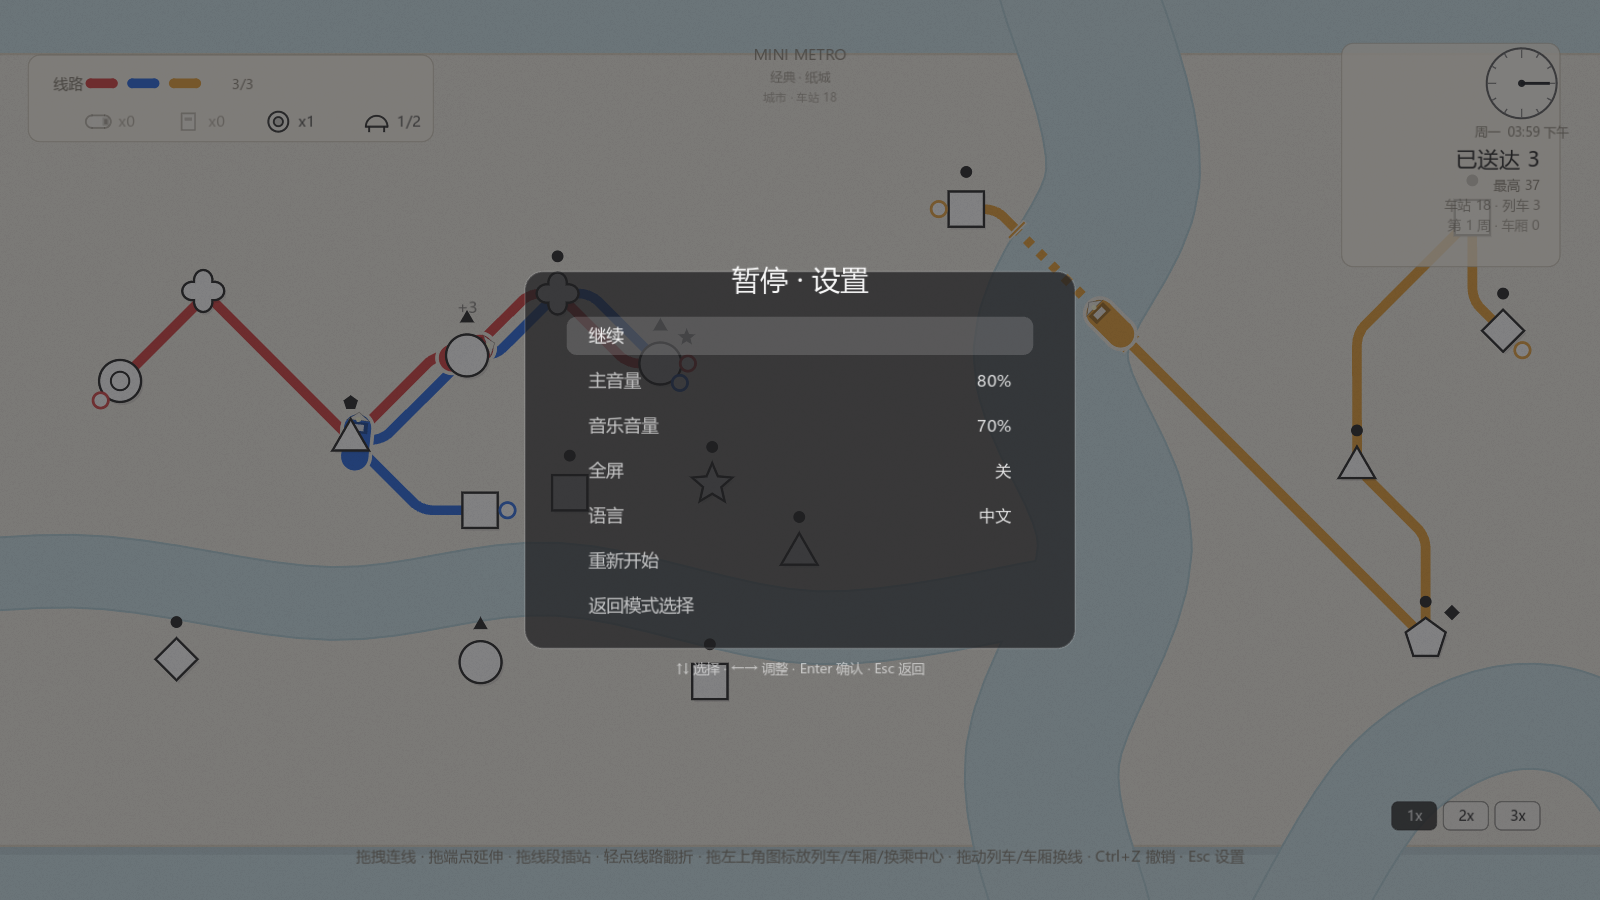 线路 3/3
x0 x0 x1 1/2
MINI METRO
经典 · 纸城
城市 · 车站 18
周一 03:59 下午
已送达 3
最高 37
车站 18 · 列车 3
第 1 周 · 车厢 0
+3
暂停 · 设置
继续
主音量 80%
音乐音量 70%
全屏 关
语言 中文
重新开始
返回模式选择
↑↓ 选择 · ←→ 调整 · Enter 确认 · Esc 返回
1x 2x 3x
拖拽连线 · 拖端点延伸 · 拖线段插站 · 轻点线路翻折 · 拖左上角图标放列车/车厢/换乘中心 · 拖动列车/车厢换线 · Ctrl+Z 撤销 · Esc 设置